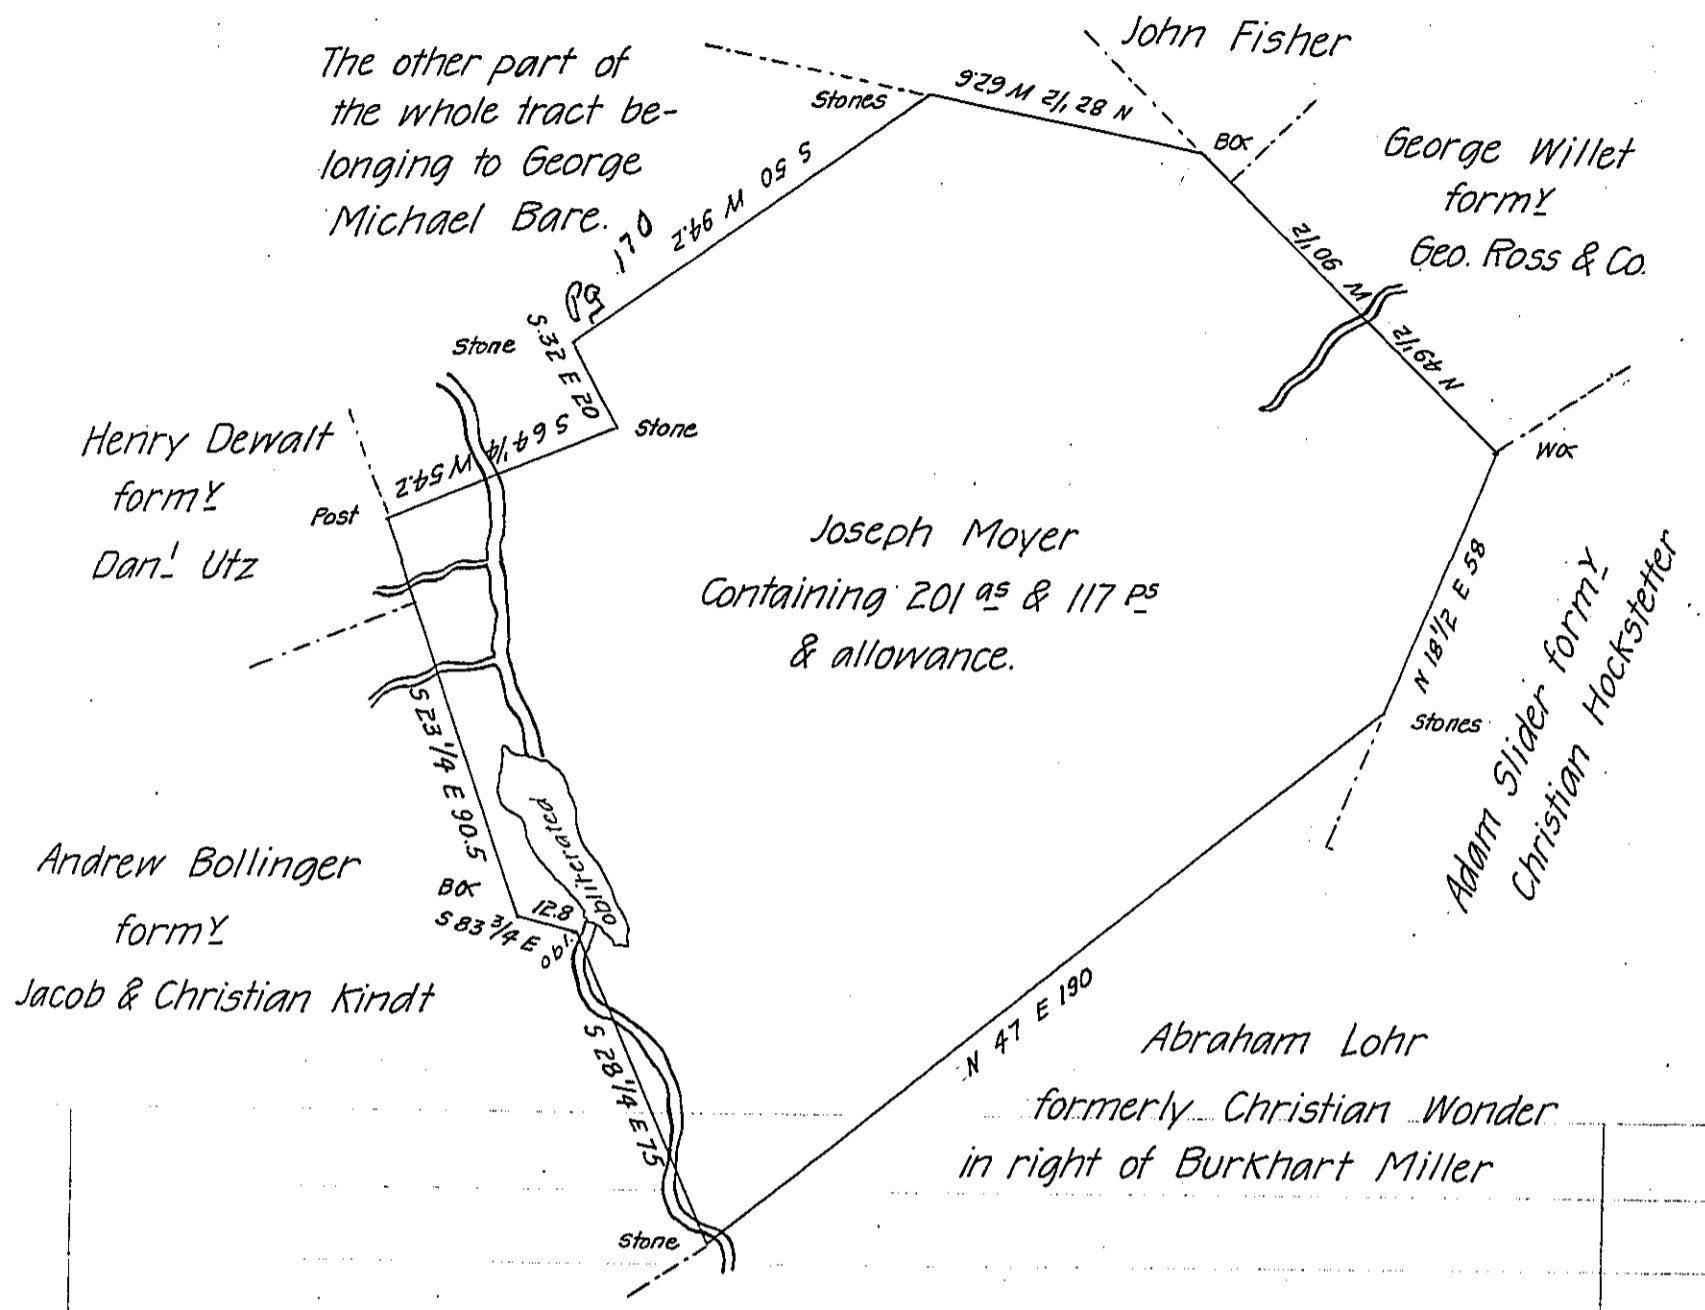 The other part of
the whole tract be-
longing to George
Michael Bare.
John Fisher
George Willet
formy
Geo. Ross & Co.
Stones
N 82 1/2 W 62.6
BO
S 50 W 94.2
N 49 1/2 W 90 1/2
Stone
S 32 E 20
Stone
S 64 1/4 W 54.2
WO
Henry Dewalt
formy
Danl Utz
Post
Joseph Moyer
Containing 201 as & 117 Ps
& allowance.
N 18 1/2 E 58
Stones
Adam Slider formy
Christian Hockstetter
S 23 1/4 E 90.5
obliterated
Andrew Bollinger
formy
Jacob & Christian Kindt
BO
12.8
S 83 3/4 E
S 28 1/4 E 75
N 47 E 190
Abraham Lohr
formerly Christian Wonder
in right of Burkhart Miller
Stone